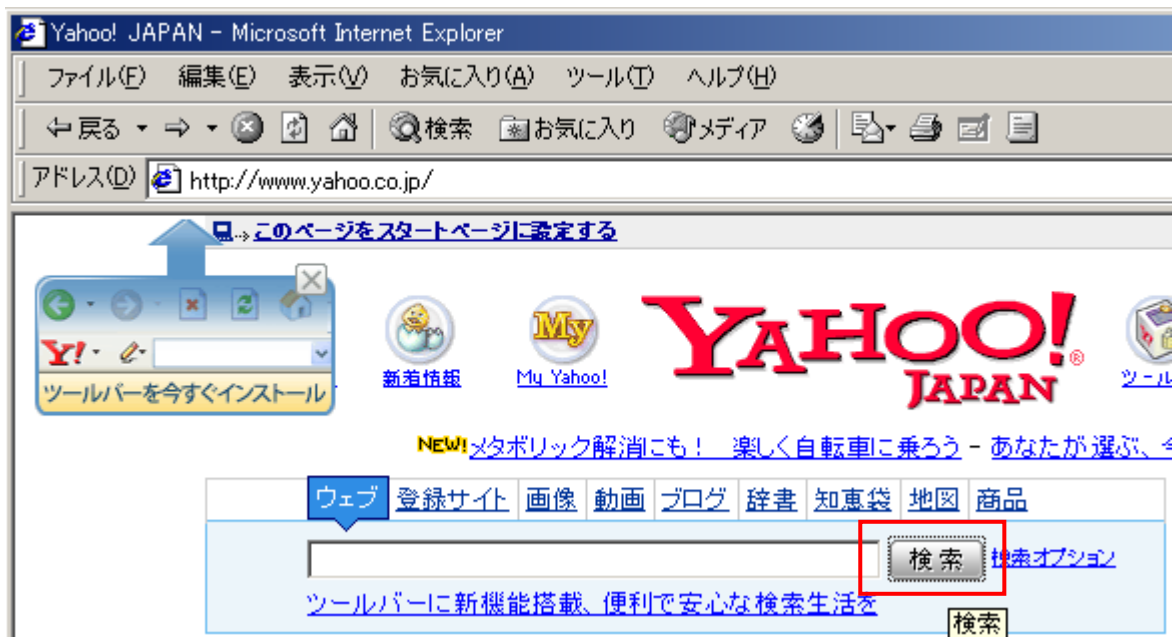 Yahoo! JAPAN - Microsoft Internet Explorer
ファイル(F) 編集(E) 表示(V) お気に入り(A) ツール(T) ヘルプ(H)
戻る 検索 お気に入り メディア
アドレス(D) http://www.yahoo.co.jp/
このページをスタートページに設定する
Y!
ツールバーを今すぐインストール
新着情報 My Yahoo! YAHOO! JAPAN ® ツール
My
NEW! メタボリック解消にも! 楽しく自転車に乗ろう - あなたが選ぶ、
ウェブ 登録サイト 画像 動画 ブログ 辞書 知恵袋 地図 商品
検索 検索オプション
ツールバーに新機能搭載、便利で安心な検索生活を
検索